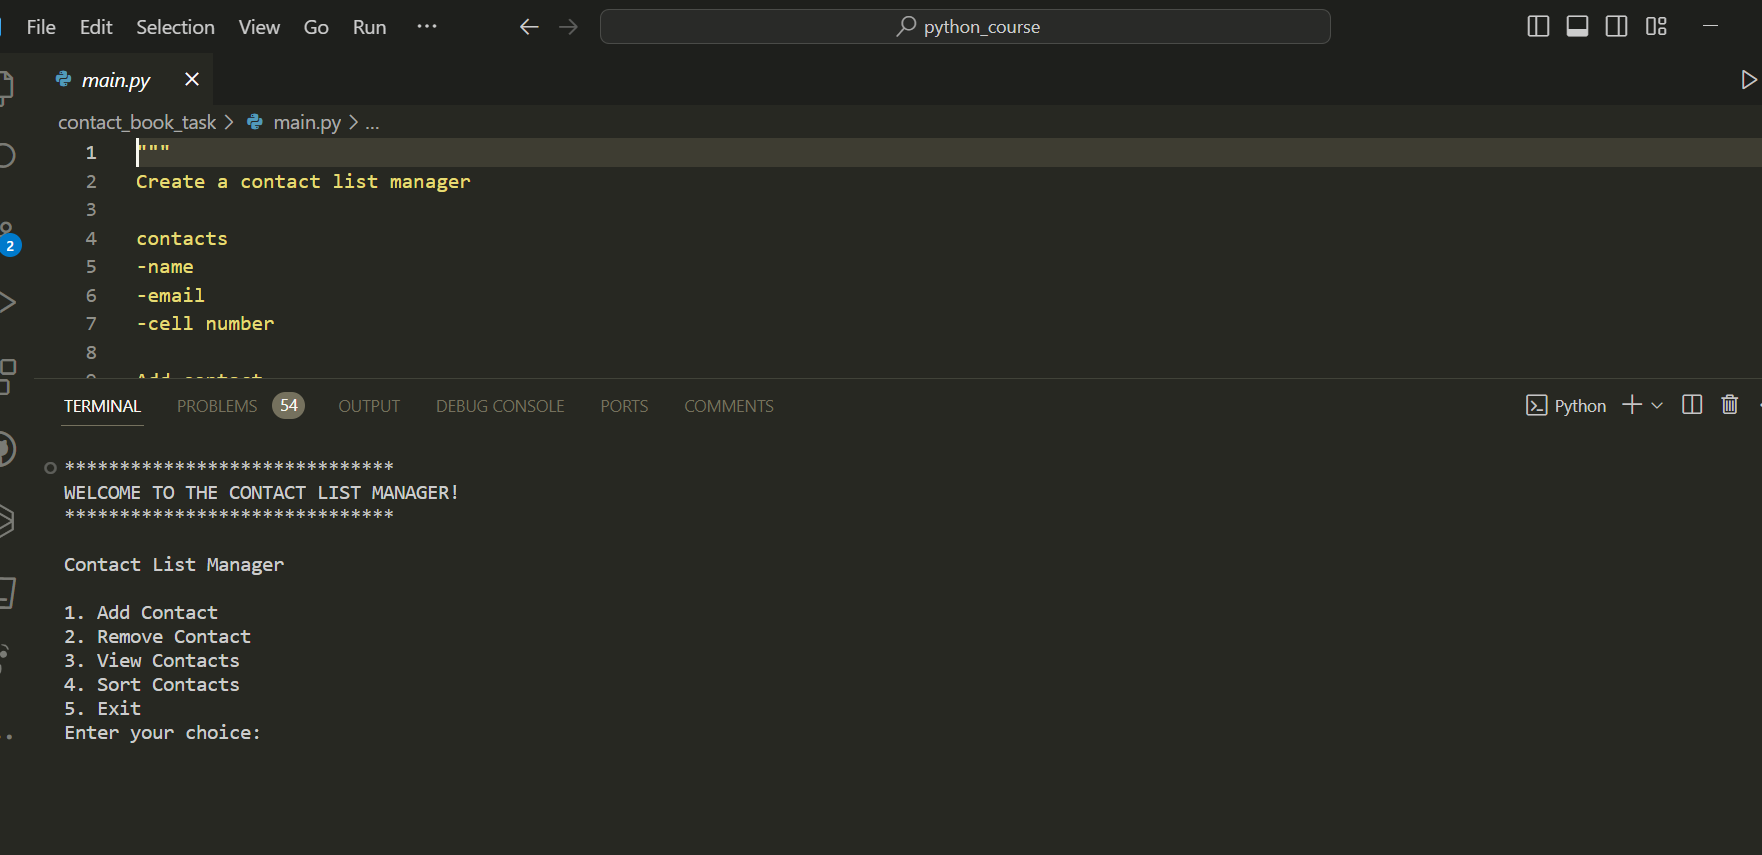 File Edit Selection View Go Run ··· python_course
main.py
contact_book_task > main.py > ...
1 """
2 Create a contact list manager
3
4 contacts
5 -name
6 -email
7 -cell number
8
2
TERMINAL PROBLEMS 54 OUTPUT DEBUG CONSOLE PORTS COMMENTS Python
******************************
WELCOME TO THE CONTACT LIST MANAGER!
******************************
Contact List Manager
1. Add Contact
2. Remove Contact
3. View Contacts
4. Sort Contacts
5. Exit
Enter your choice: